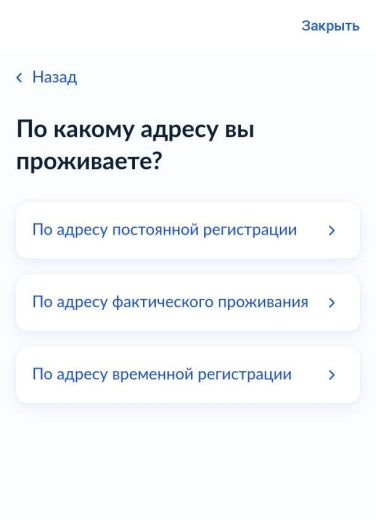 Закрыть
Назад
По какому адресу вы
проживаете?
По адресу постоянной регистрации
По адресу фактического проживания
По адресу временной регистрации